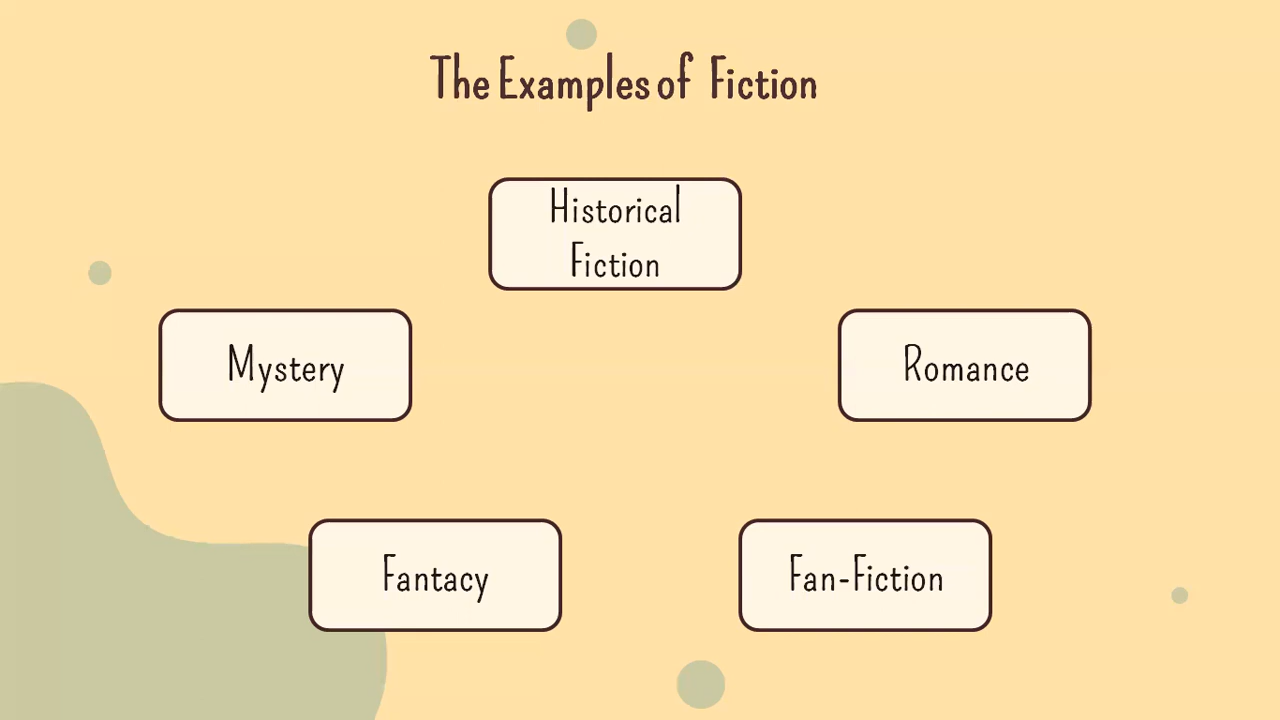 The Examples of Fiction
Historical
Fiction
Mystery
Romance
Fantacy
Fan-Fiction